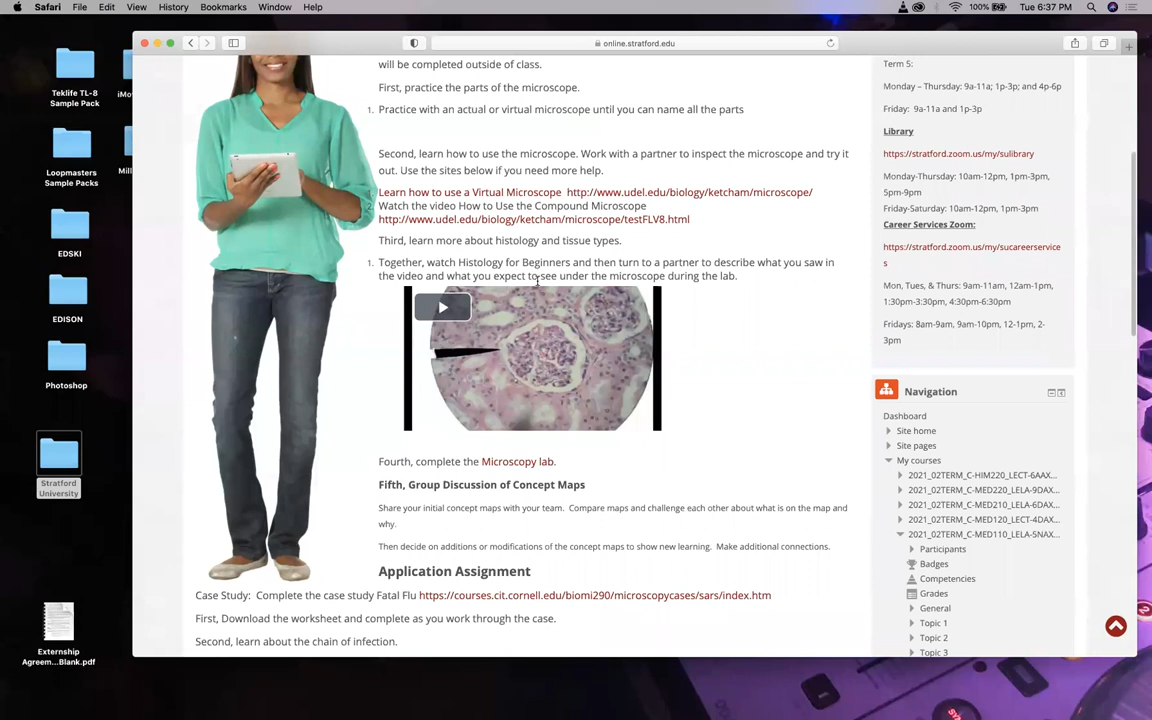 Safari File Edit View History Bookmarks Window Help
100% Tue 6:37 PM
Teklife TL-8
Sample Pack
iMo
Loopmasters
Sample Packs
Mill
EDSKI
EDISON
Photoshop
Stratford
University
Externship
Agreem...Blank.pdf
online.stratford.edu
will be completed outside of class.
First, practice the parts of the microscope.
1. Practice with an actual or virtual microscope until you can name all the parts
Second, learn how to use the microscope. Work with a partner to inspect the microscope and try it
out. Use the sites below if you need more help.
1. Learn how to use a Virtual Microscope http://www.udel.edu/biology/ketcham/microscope/
2. Watch the video How to Use the Compound Microscope
http://www.udel.edu/biology/ketcham/microscope/testFLV8.html
Third, learn more about histology and tissue types.
1. Together, watch Histology for Beginners and then turn to a partner to describe what you saw in
the video and what you expect to see under the microscope during the lab.
Fourth, complete the Microscopy lab.
Fifth, Group Discussion of Concept Maps
Share your initial concept maps with your team. Compare maps and challenge each other about what is on the map and
why.
Then decide on additions or modifications of the concept maps to show new learning. Make additional connections.
Application Assignment
Case Study: Complete the case study Fatal Flu https://courses.cit.cornell.edu/biomi290/microscopycases/sars/index.htm
First, Download the worksheet and complete as you work through the case.
Second, learn about the chain of infection.
Term 5:
Monday – Thursday: 9a-11a; 1p-3p; and 4p-6p
Friday: 9a-11a and 1p-3p
Library
https://stratford.zoom.us/my/sulibrary
Monday-Thursday: 10am-12pm, 1pm-3pm,
5pm-9pm
Friday-Saturday: 10am-12pm, 1pm-3pm
Career Services Zoom:
https://stratford.zoom.us/my/sucareerservice
s
Mon, Tues, & Thurs: 9am-11am, 12am-1pm,
1:30pm-3:30pm, 4:30pm-6:30pm
Fridays: 8am-9am, 9am-10pm, 12-1pm, 2-
3pm
Navigation
Dashboard
Site home
Site pages
My courses
2021_02TERM_C-HIM220_LECT-6AAX...
2021_02TERM_C-MED220_LELA-9DAX...
2021_02TERM_C-MED210_LELA-6DAX...
2021_02TERM_C-MED120_LECT-4DAX...
2021_02TERM_C-MED110_LELA-5NAX...
Participants
Badges
Competencies
Grades
General
Topic 1
Topic 2
Topic 3